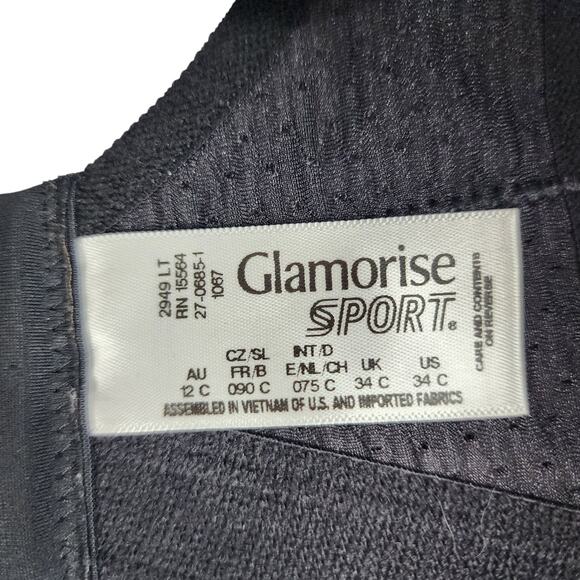 2949 LT
RN 15564
27-0685-1
1067
Glamorise
SPORT®
CZ/SL INT/D
AU FR/B E/NL/CH UK US
12 C 090 C 075 C 34 C 34 C
ASSEMBLED IN VIETNAM OF U.S. AND IMPORTED FABRICS
CARE AND CONTENTS
ON REVERSE